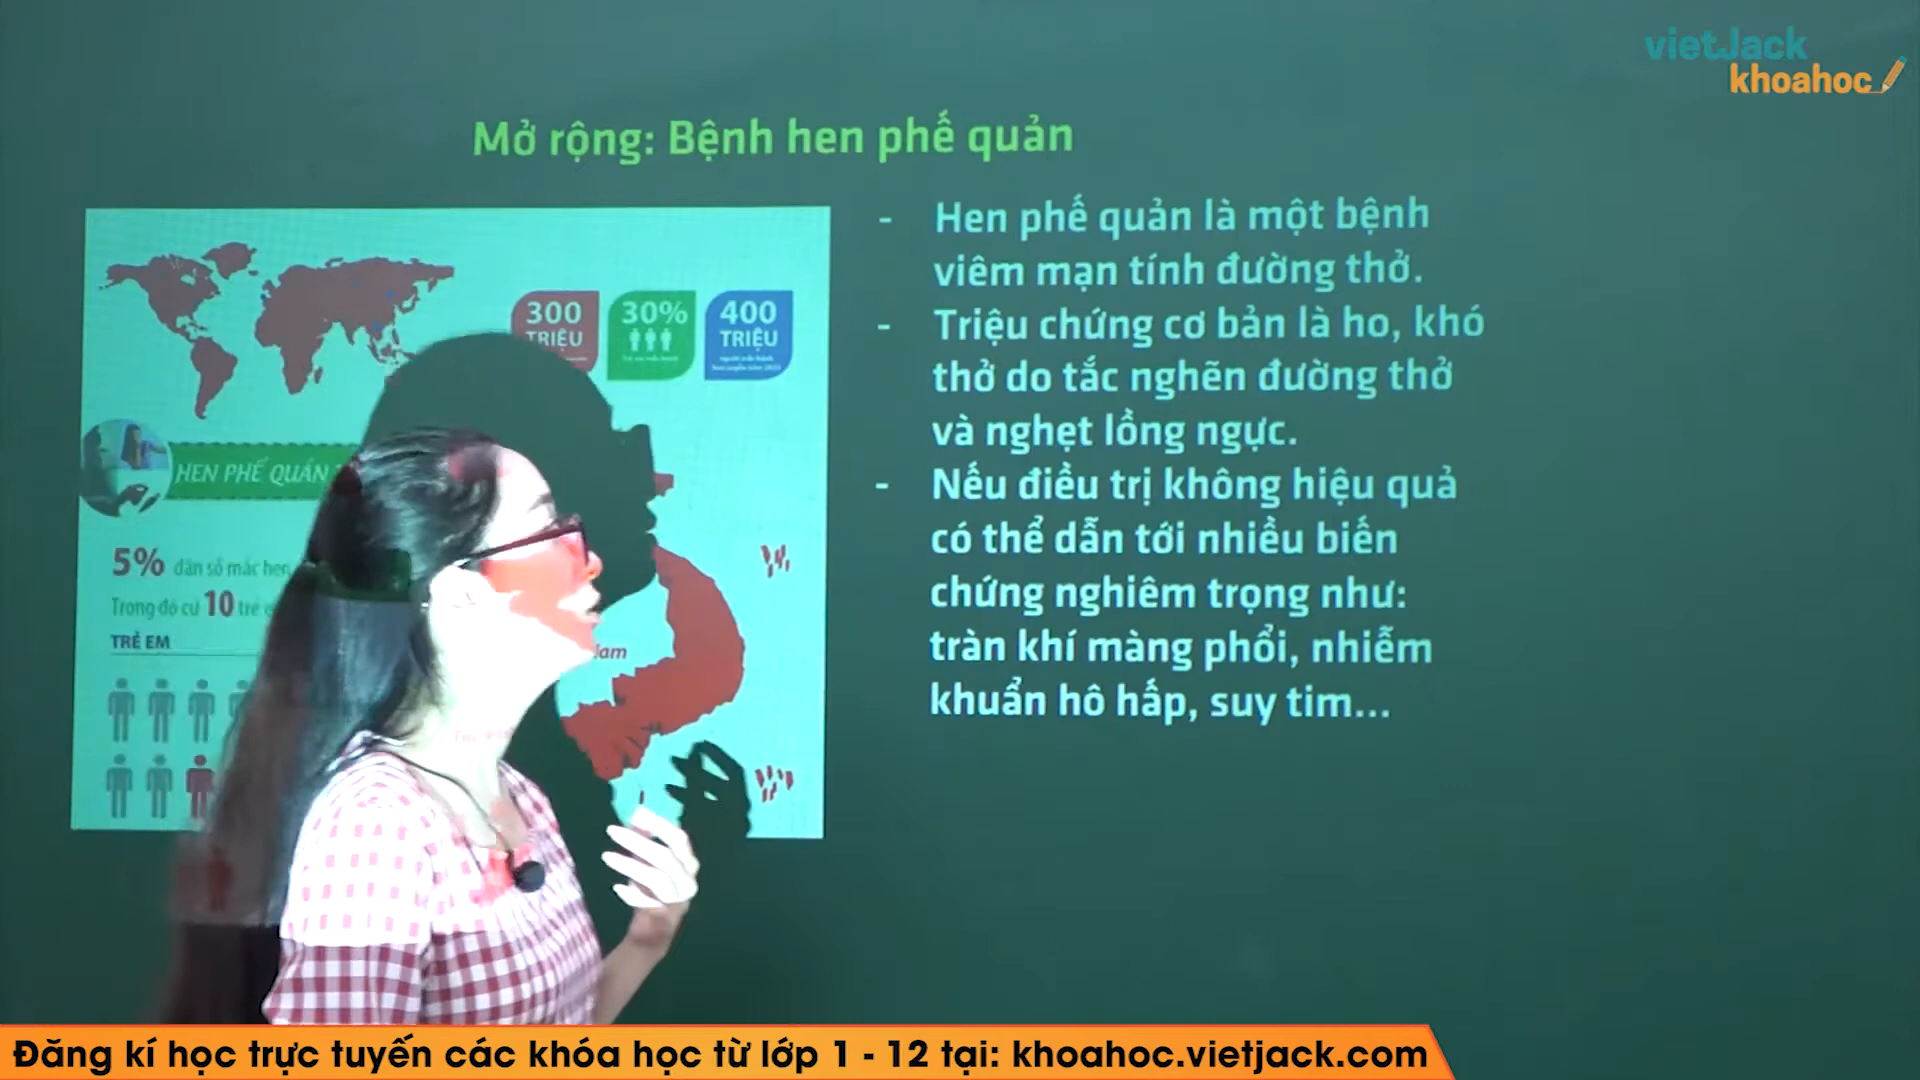 vietJack
khoahoc
Mở rộng: Bệnh hen phế quản
- Hen phế quản là một bệnh
viêm mạn tính đường thở.
- Triệu chứng cơ bản là ho, khó
thở do tắc nghẽn đường thở
và nghẹt lồng ngực.
- Nếu điều trị không hiệu quả
có thể dẫn tới nhiều biến
chứng nghiêm trọng như:
tràn khí màng phổi, nhiễm
khuẩn hô hấp, suy tim...
300
TRIỆU
30%
400
TRIỆU
HEN PHẾ QUẢN
5% dân số mắc hen
Trong đó cứ 10 trẻ
TRẺ EM
Đăng kí học trực tuyến các khóa học từ lớp 1 - 12 tại: khoahoc.vietjack.com